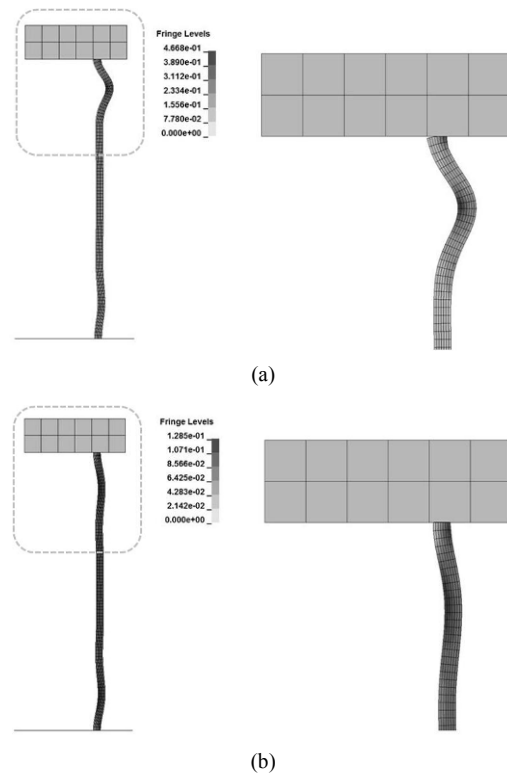 Fringe Levels
4.668e-01
3.890e-01
3.112e-01
2.334e-01
1.556e-01
7.780e-02
0.000e+00
(a)
Fringe Levels
1.285e-01
1.071e-01
8.566e-02
6.425e-02
4.283e-02
2.142e-02
0.000e+00
(b)